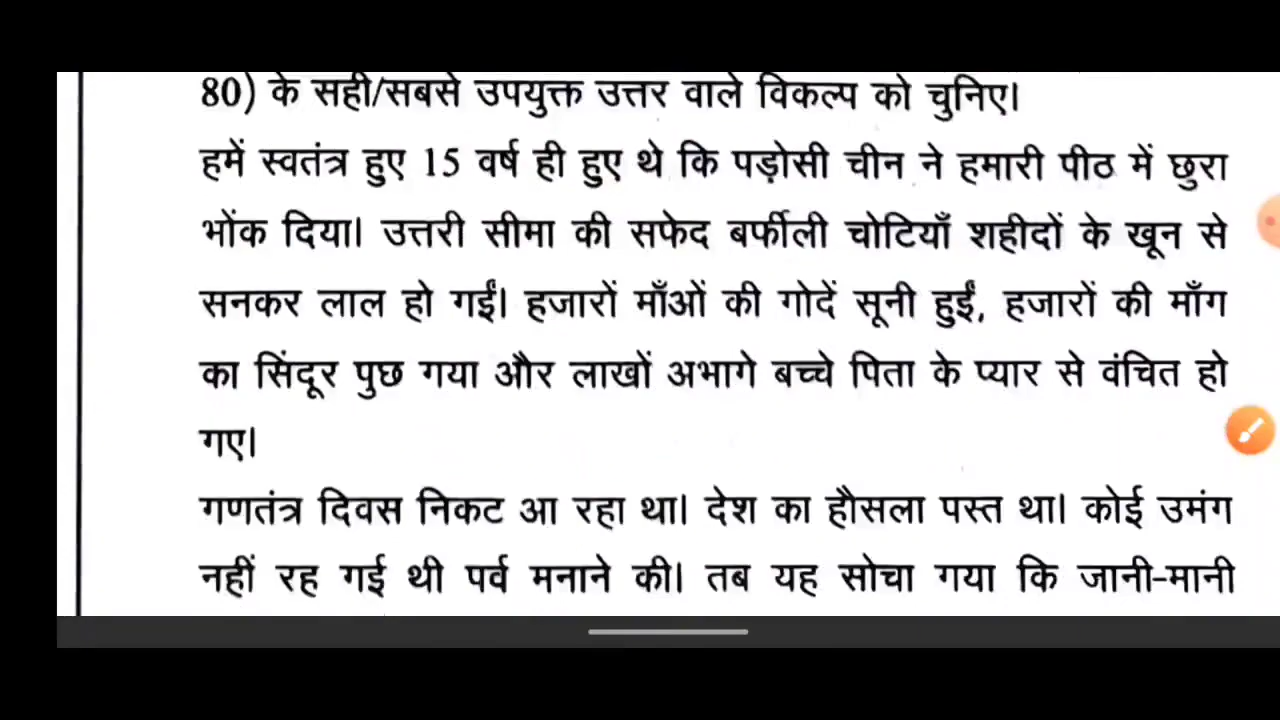 80) के सही/सबसे उपयुक्त उत्तर वाले विकल्प को चुनिए।
हमें स्वतंत्र हुए 15 वर्ष ही हुए थे कि पड़ोसी चीन ने हमारी पीठ में छुरा
भोंक दिया। उत्तरी सीमा की सफेद बर्फीली चोटियाँ शहीदों के खून से
सनकर लाल हो गईं। हजारों माँओं की गोदें सूनी हुईं, हजारों की माँग
का सिंदूर पुछ गया और लाखों अभागे बच्चे पिता के प्यार से वंचित हो
गए।
गणतंत्र दिवस निकट आ रहा था। देश का हौसला पस्त था। कोई उमंग
नहीं रह गई थी पर्व मनाने की। तब यह सोचा गया कि जानी-मानी